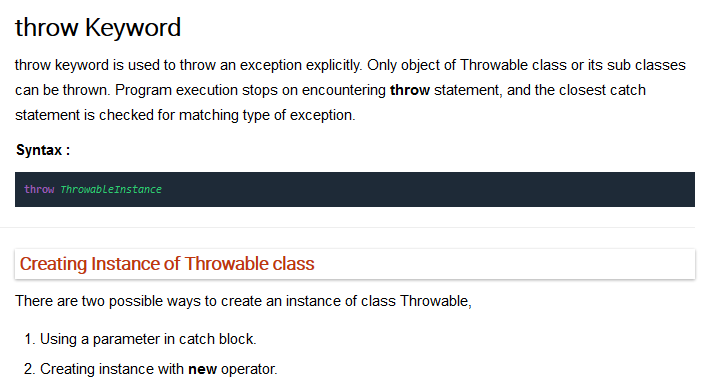 throw Keyword
throw keyword is used to throw an exception explicitly. Only object of Throwable class or its sub classes
can be thrown. Program execution stops on encountering throw statement, and the closest catch
statement is checked for matching type of exception.
Syntax :
throw ThrowableInstance
Creating Instance of Throwable class
There are two possible ways to create an instance of class Throwable,
1. Using a parameter in catch block.
2. Creating instance with new operator.